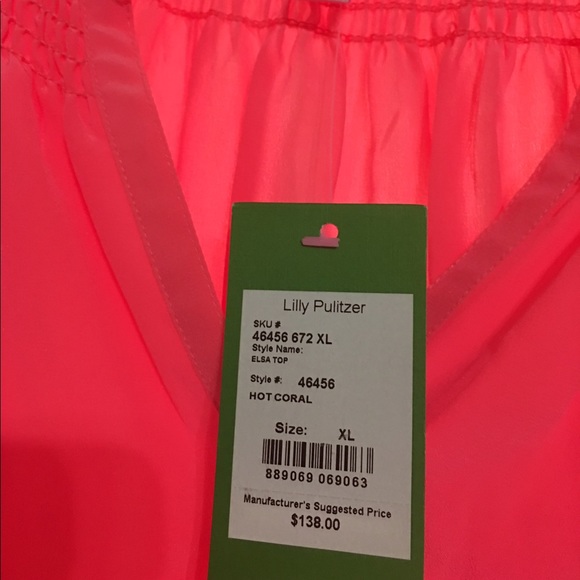 Lilly Pulitzer
SKU #
46456 672 XL
Style Name:
ELSA TOP
Style #: 46456
HOT CORAL
Size: XL
889069 069063
Manufacturer's Suggested Price
$138.00